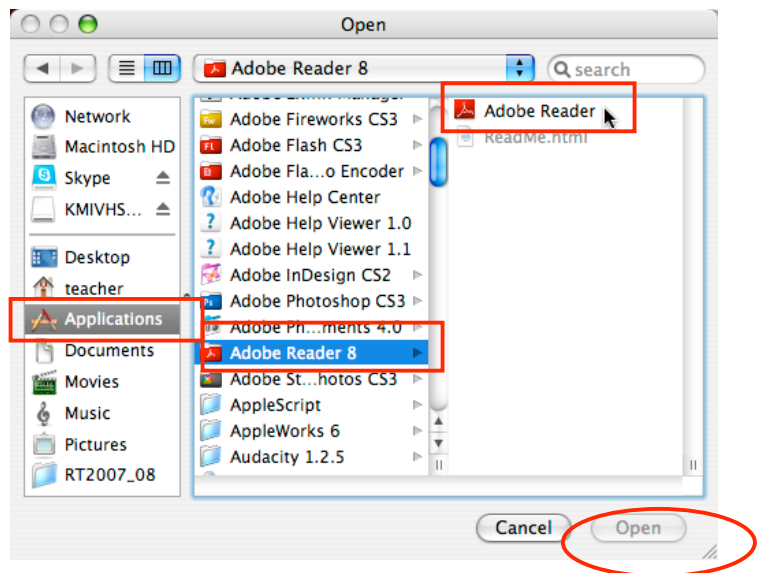 Open
Adobe Reader 8
search
Network
Macintosh HD
Skype
KMIVHS...
Desktop
teacher
Applications
Documents
Movies
Music
Pictures
RT2007_08
Adobe Fireworks CS3
Adobe Flash CS3
Adobe Fla...o Encoder
Adobe Help Center
Adobe Help Viewer 1.0
Adobe Help Viewer 1.1
Adobe InDesign CS2
Adobe Photoshop CS3
Adobe Ph...ments 4.0
Adobe Reader 8
Adobe St...hotos CS3
AppleScript
AppleWorks 6
Audacity 1.2.5
Adobe Reader
ReadMe.html
Cancel
Open